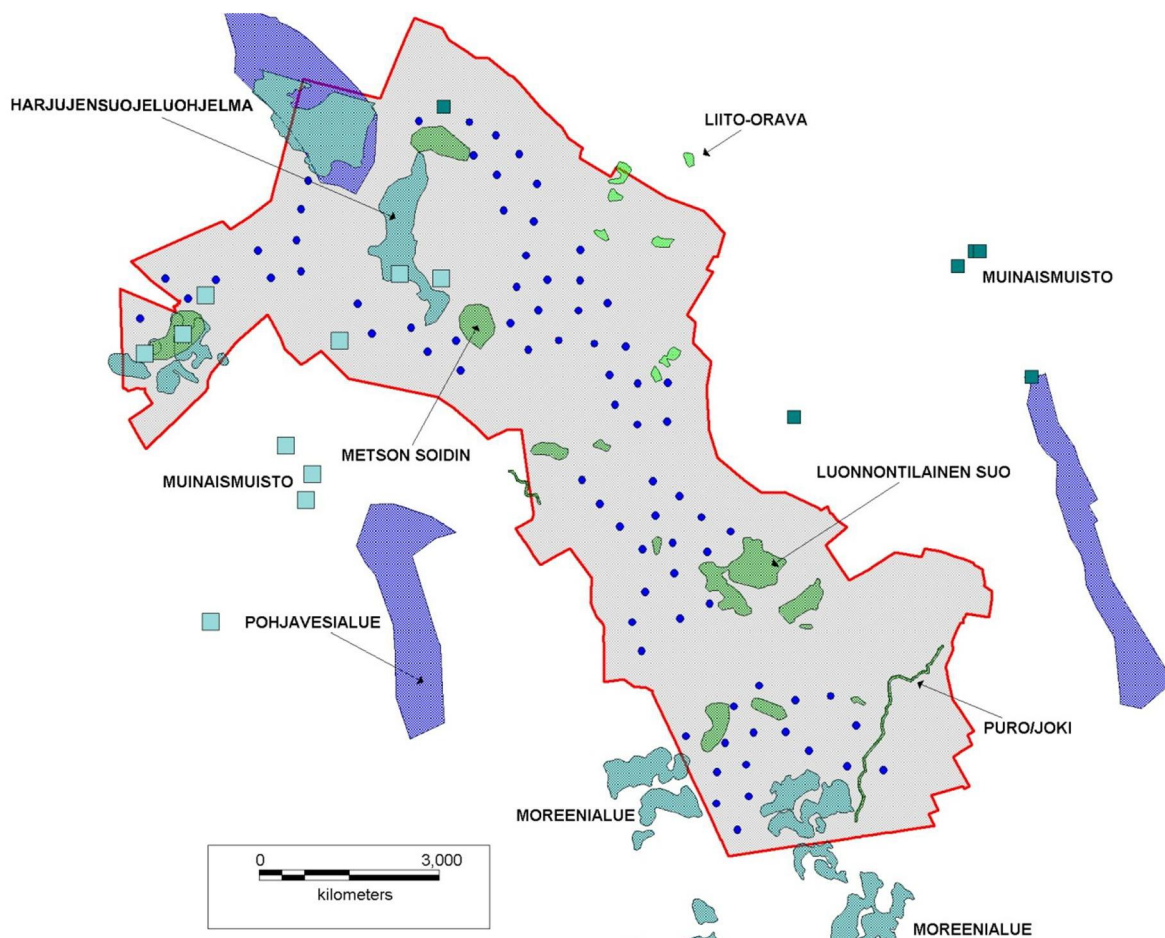 HARJUJENSUOJELUOHJELMA
LIITO-ORAVA
MUINAISMUISTO
METSON SOIDIN
MUINAISMUISTO
LUONNONTILAINEN SUO
POHJAVESIALUE
PURO/JOKI
MOREENIALUE
0 3,000
kilometers
MOREENIALUE